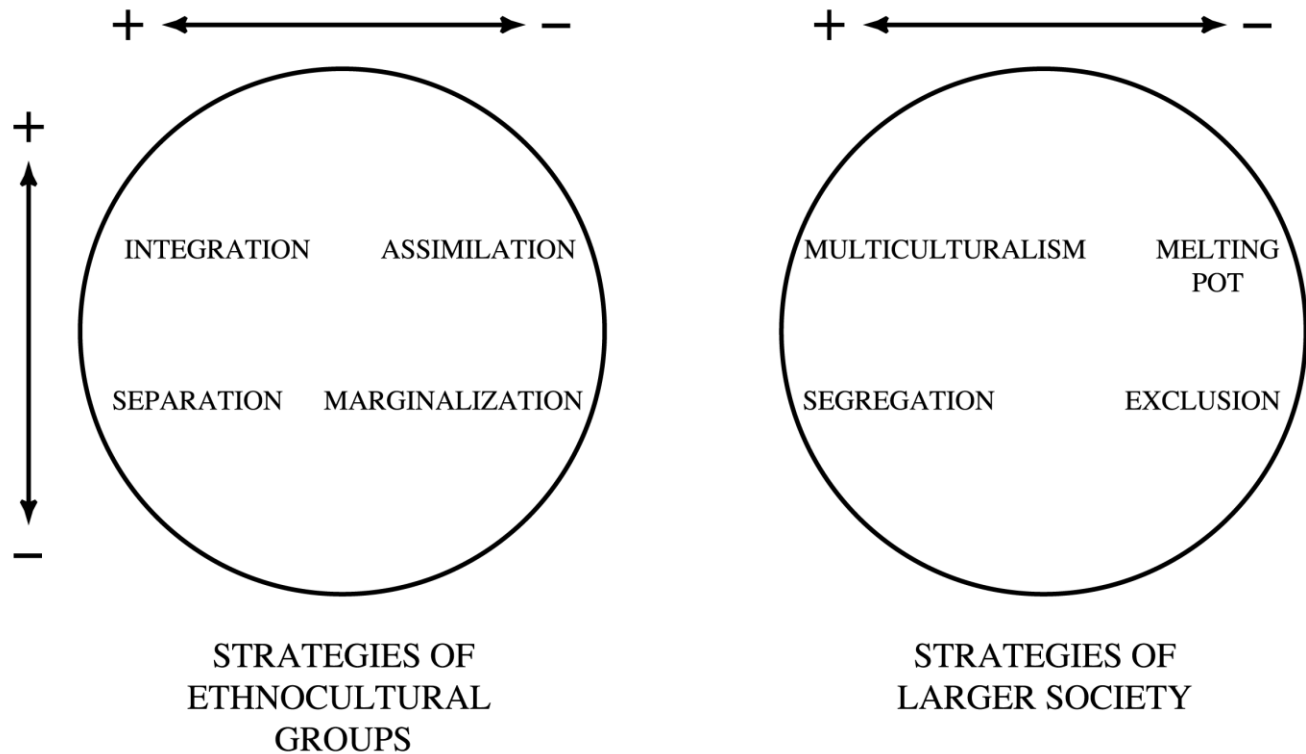 + −
+ −
+
INTEGRATION ASSIMILATION
SEPARATION MARGINALIZATION
−
STRATEGIES OF
ETHNOCULTURAL
GROUPS
MULTICULTURALISM MELTING
POT
SEGREGATION EXCLUSION
STRATEGIES OF
LARGER SOCIETY